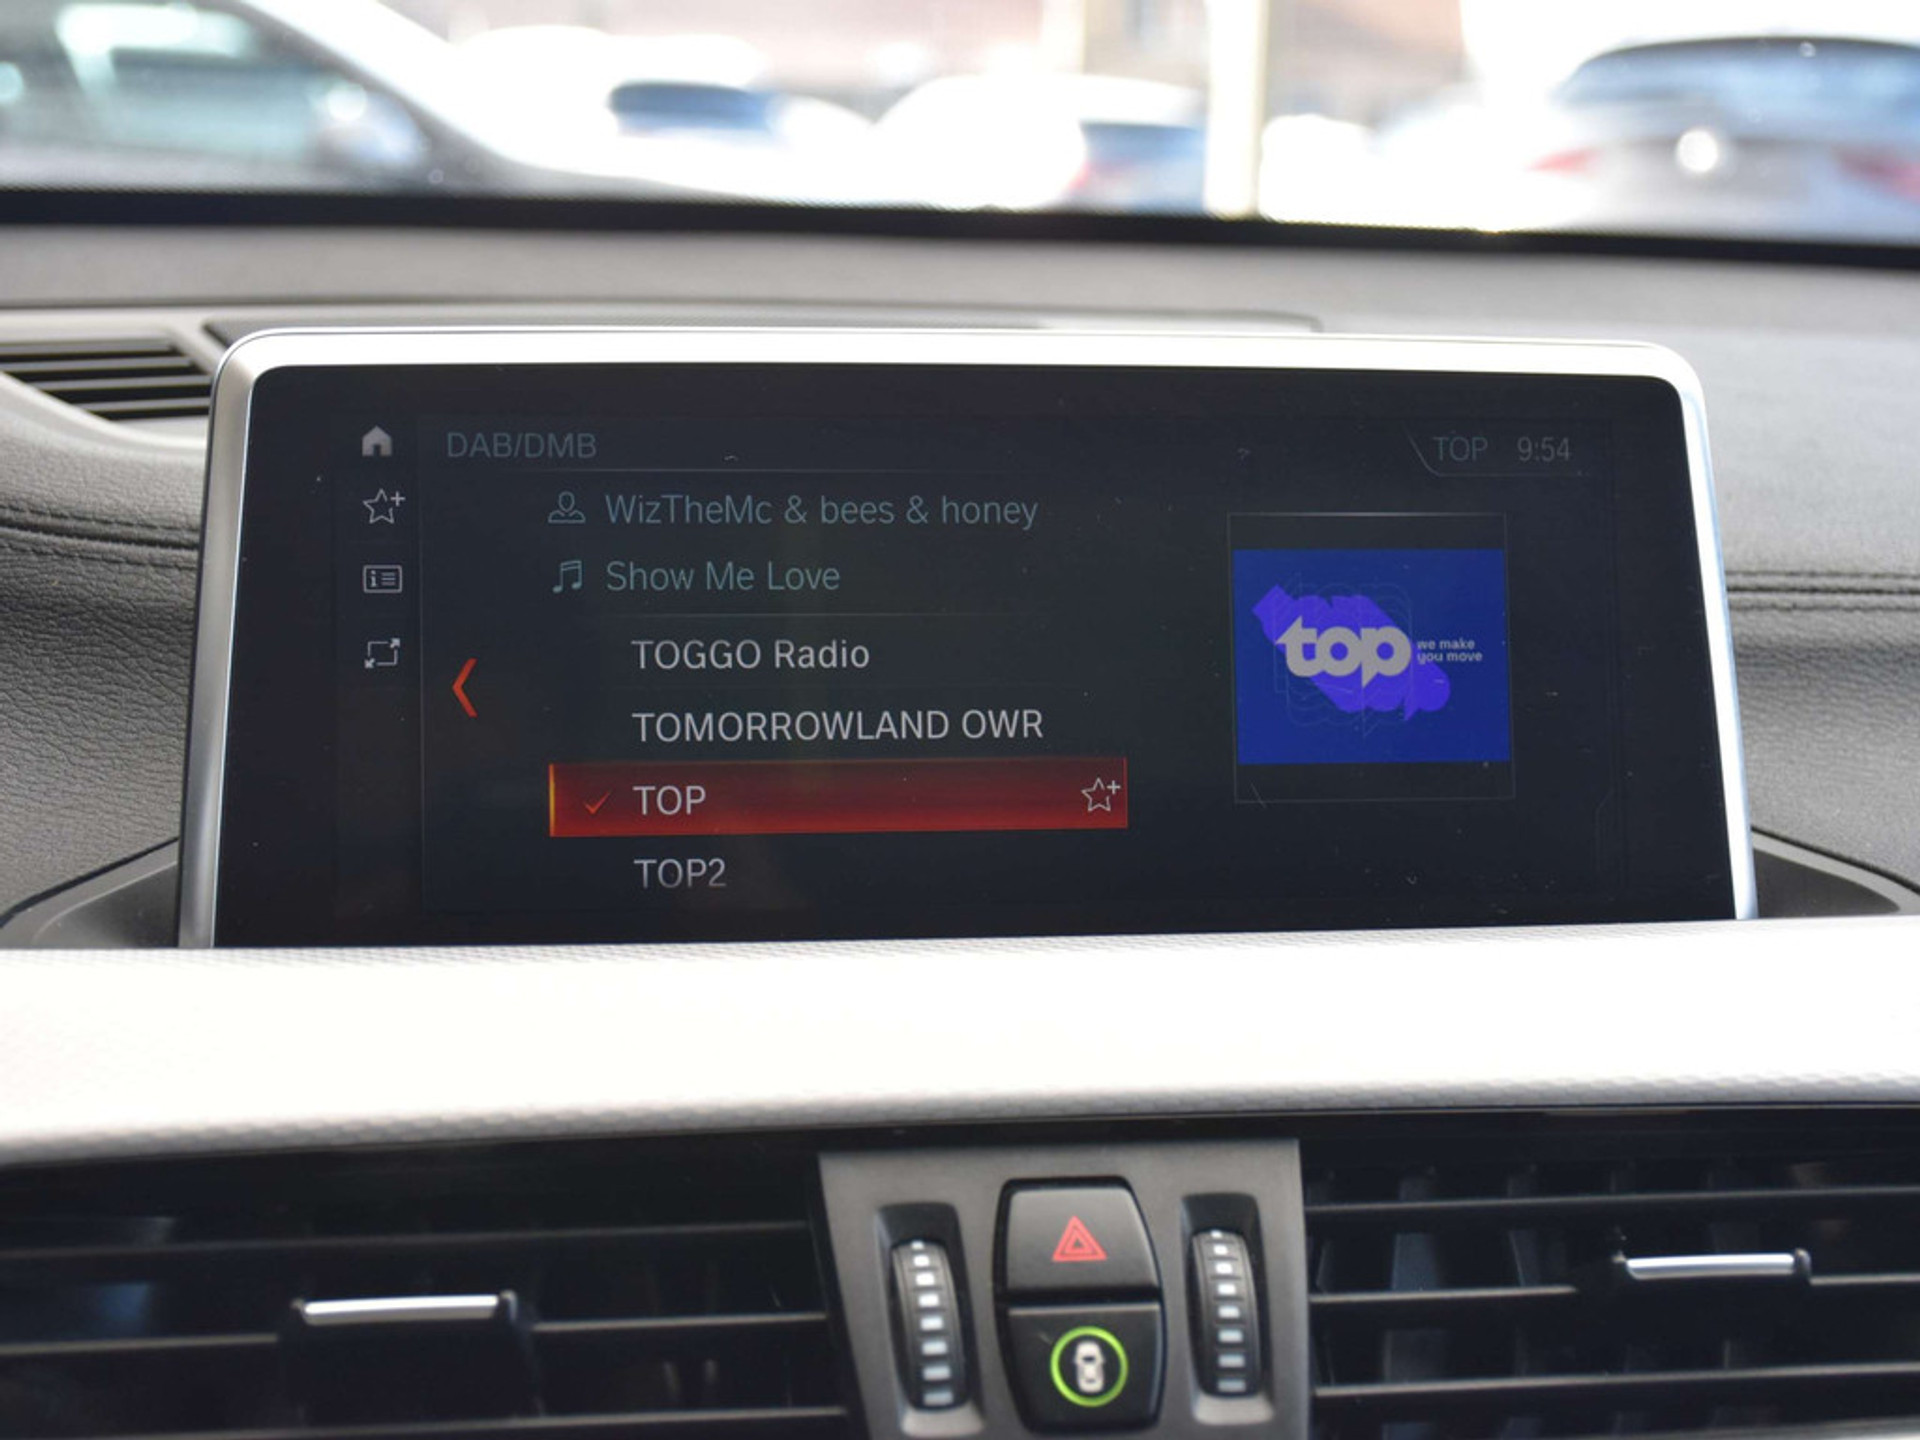 DAB/DMB
TOP 9:54
WizTheMc & bees & honey
Show Me Love
TOGGO Radio
TOMORROWLAND OWR
TOP
TOP2
top
we make
you move